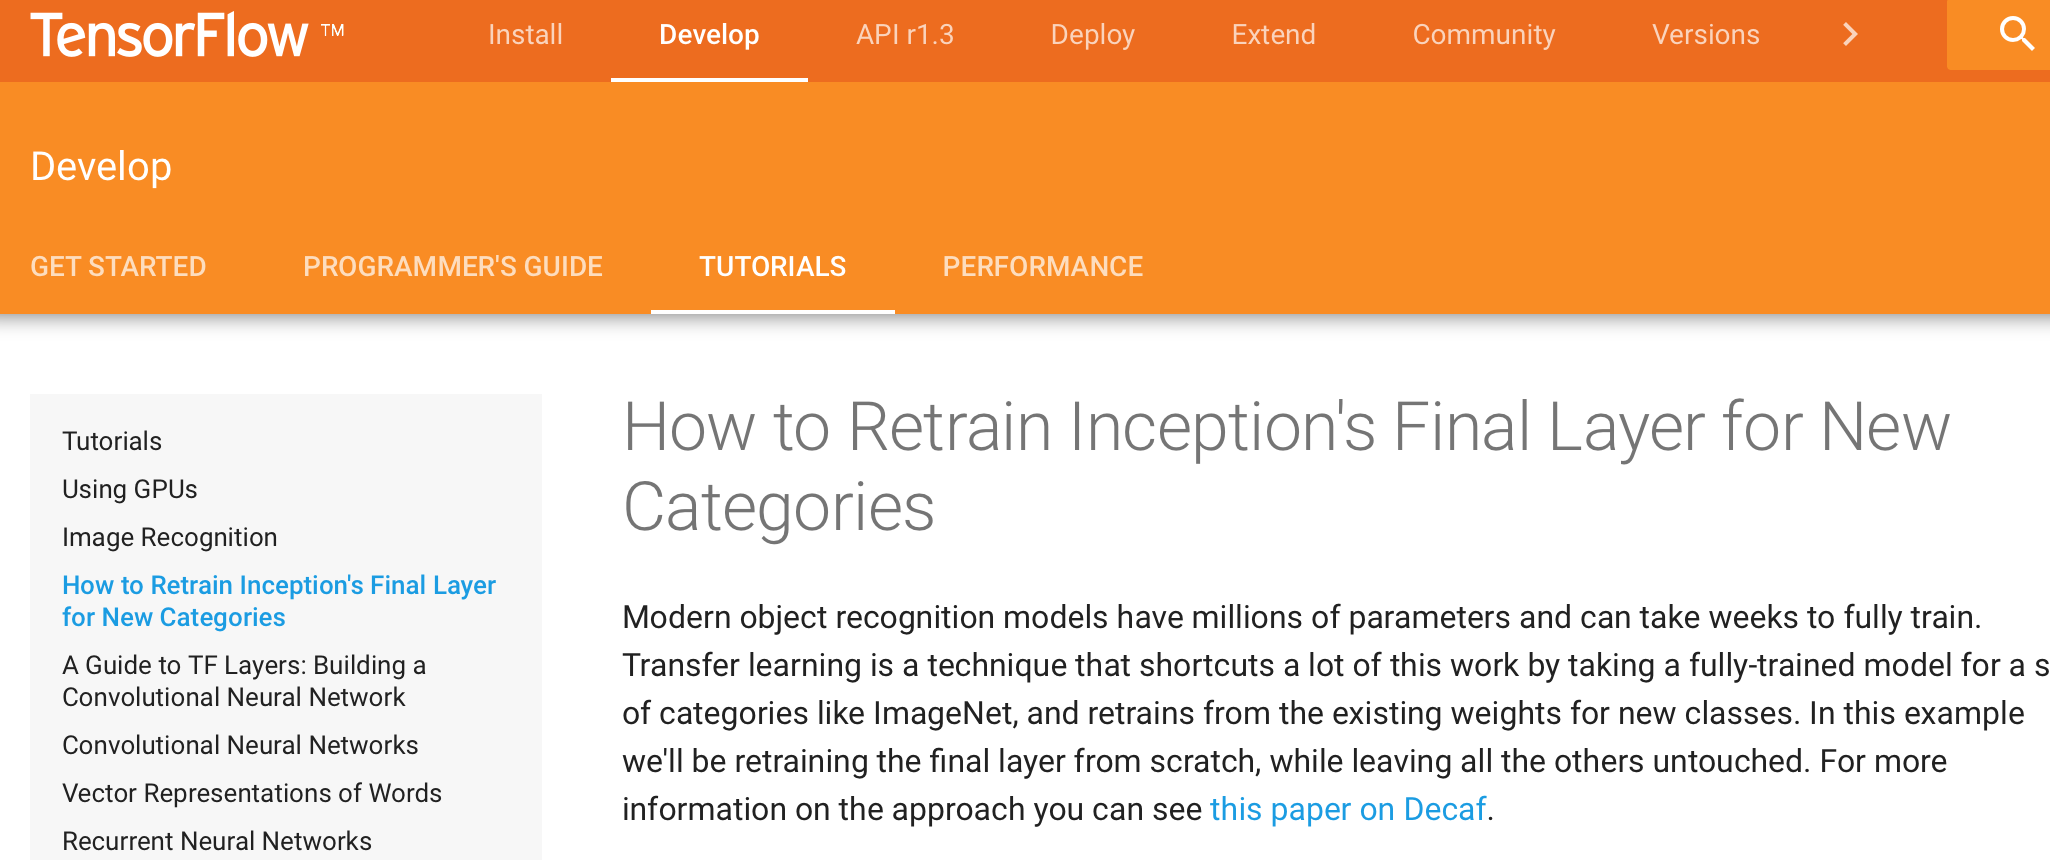 TensorFlow ™
Install
Develop
API r1.3
Deploy
Extend
Community
Versions
Develop
GET STARTED
PROGRAMMER'S GUIDE
TUTORIALS
PERFORMANCE
Tutorials
Using GPUs
Image Recognition
How to Retrain Inception's Final Layer
for New Categories
A Guide to TF Layers: Building a
Convolutional Neural Network
Convolutional Neural Networks
Vector Representations of Words
Recurrent Neural Networks
How to Retrain Inception's Final Layer for New
Categories
Modern object recognition models have millions of parameters and can take weeks to fully train.
Transfer learning is a technique that shortcuts a lot of this work by taking a fully-trained model for a s
of categories like ImageNet, and retrains from the existing weights for new classes. In this example
we'll be retraining the final layer from scratch, while leaving all the others untouched. For more
information on the approach you can see this paper on Decaf.